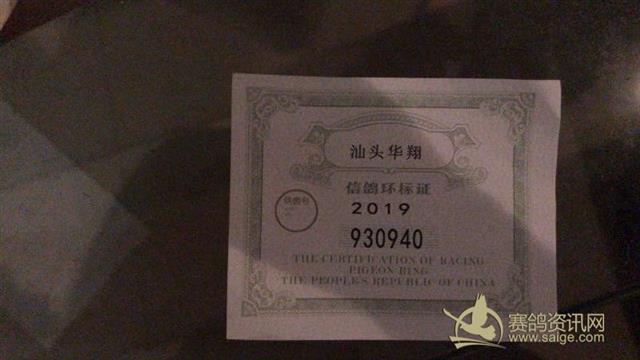 汕头华翔
信鸽环标证
2019
930940
THE CERTIFICATION OF RACING
PIGEON RING
THE PEOPLE'S REPUBLIC OF CHINA
赛鸽资讯网
www.saige.com